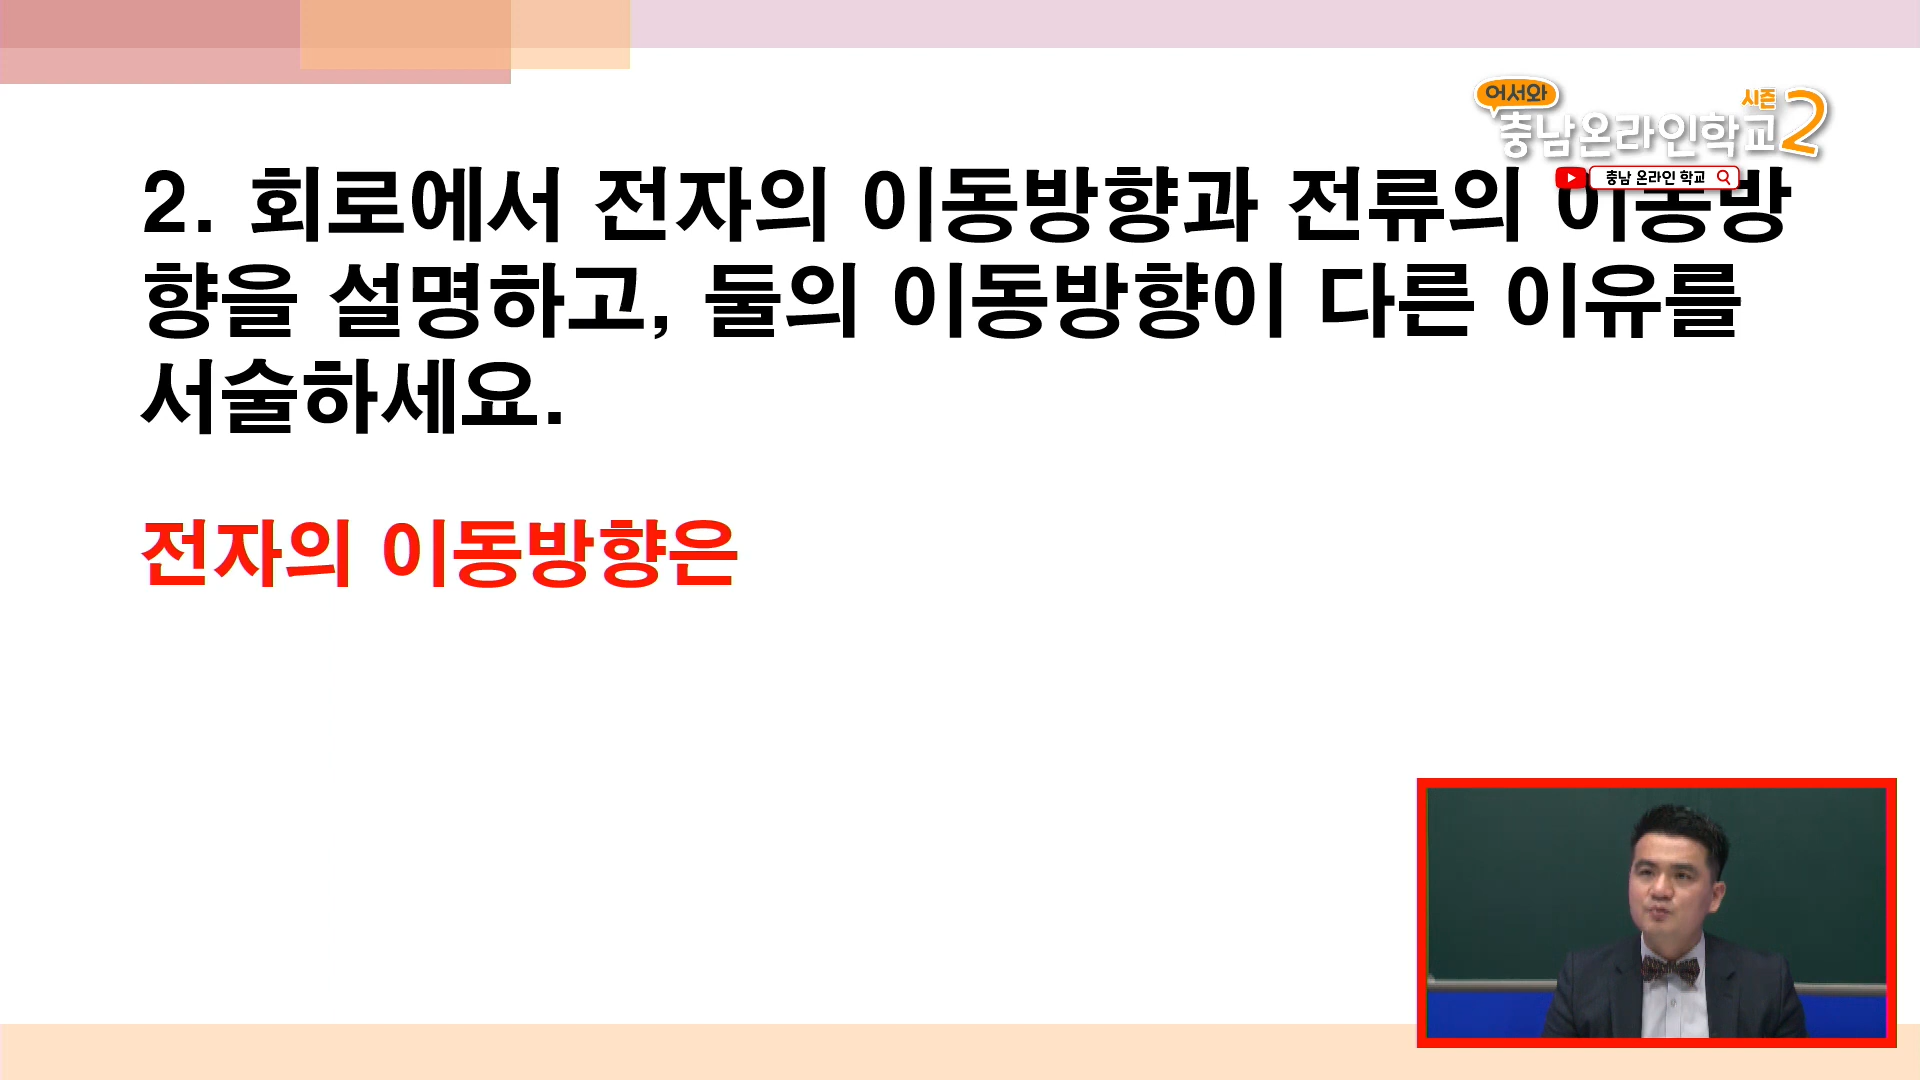 어서와
시즌2
충남온라인학교
충남 온라인 학교
2. 회로에서 전자의 이동방향과 전류의 이동방
향을 설명하고, 둘의 이동방향이 다른 이유를
서술하세요.
전자의 이동방향은